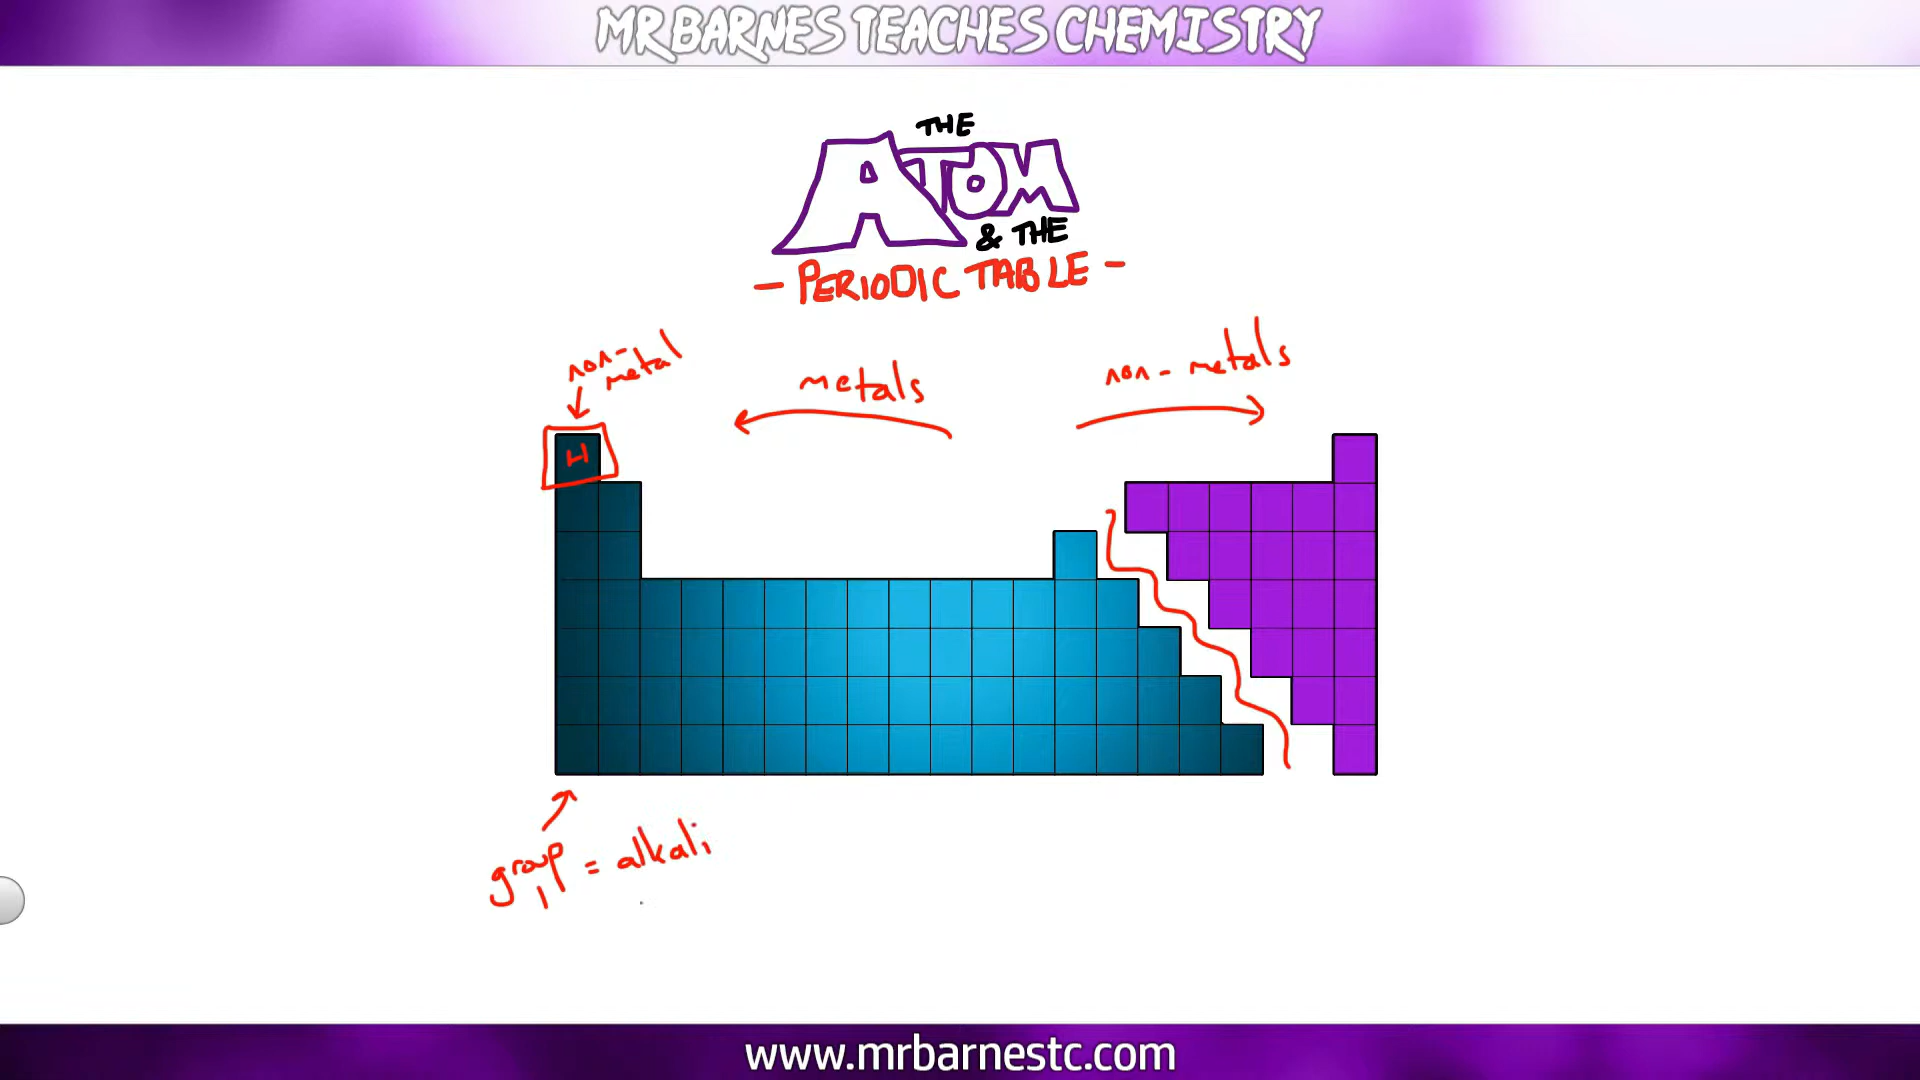 MR BARNES TEACHES CHEMISTRY
THE
ATOM
& THE
- PERIODIC TABLE -
non-
metal
metals
non-metals
H
group = alkali
1
www.mrbarnestc.com